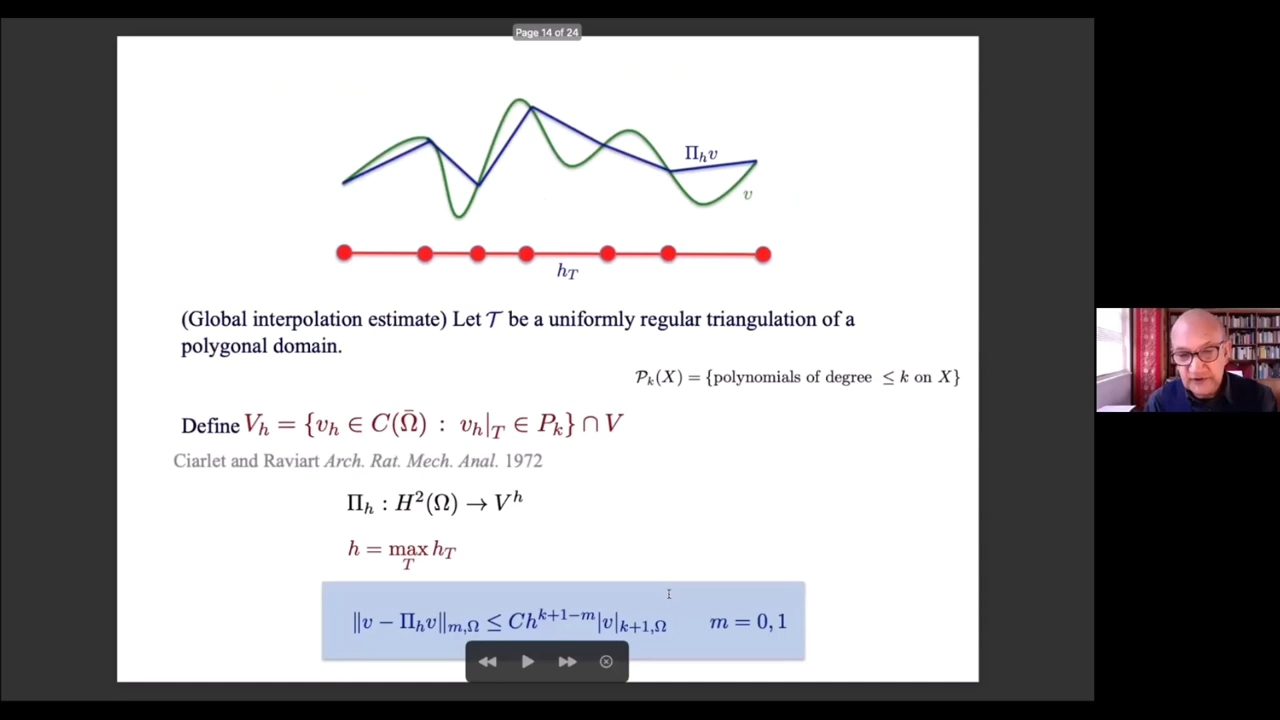 Page 14 of 24
Πₕv
v
h_T
(Global interpolation estimate) Let 𝒯 be a uniformly regular triangulation of a
polygonal domain.
𝒫ₖ(X) = {polynomials of degree ≤ k on X}
Define V_h = {v_h ∈ C(Ω̄) : v_h|_T ∈ P_k} ∩ V
Ciarlet and Raviart Arch. Rat. Mech. Anal. 1972
Π_h : H²(Ω) → V^h
h = max_T h_T
‖v − Π_h v‖_{m,Ω} ≤ Ch^{k+1−m}|v|_{k+1,Ω} m = 0, 1